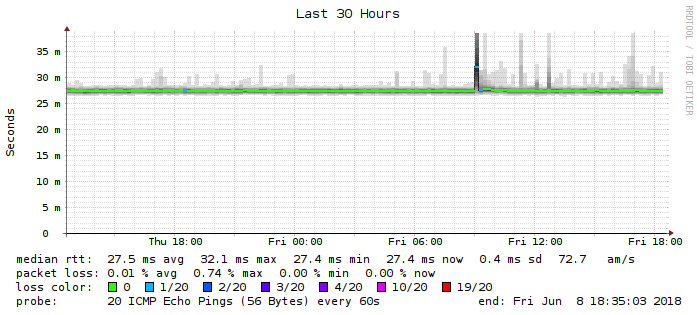 Last 30 Hours
RRDTOOL / TOBI OETIKER
Seconds
35 m
30 m
25 m
20 m
15 m
10 m
5 m
0
Thu 18:00 Fri 00:00 Fri 06:00 Fri 12:00 Fri 18:00
median rtt: 27.5 ms avg 32.1 ms max 27.4 ms min 27.4 ms now 0.4 ms sd 72.7 am/s
packet loss: 0.01 % avg 0.74 % max 0.00 % min 0.00 % now
loss color: 0 1/20 2/20 3/20 4/20 10/20 19/20
probe: 20 ICMP Echo Pings (56 Bytes) every 60s end: Fri Jun 8 18:35:03 2018